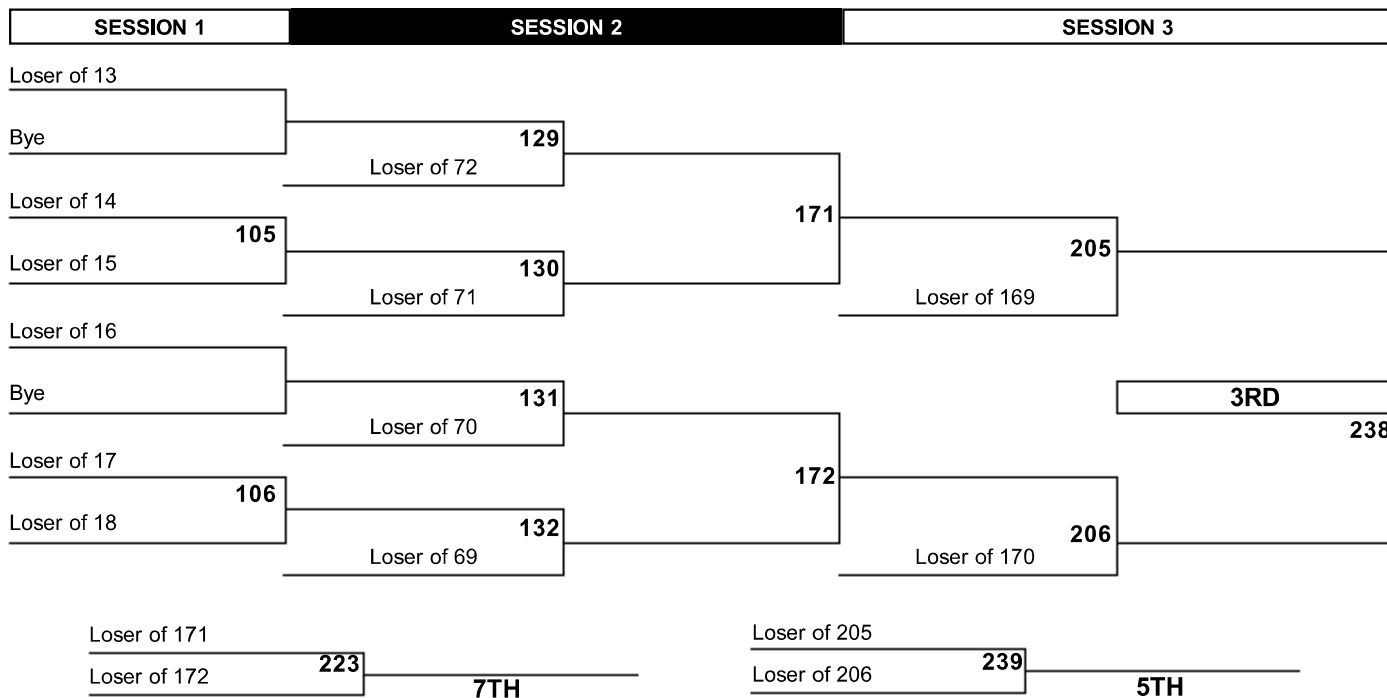 SESSION 1 SESSION 2 SESSION 3
Loser of 13
Bye
129
Loser of 72
Loser of 14
171
105
205
Loser of 15
130
Loser of 71
Loser of 169
Loser of 16
Bye
131
3RD
Loser of 70
238
Loser of 17
172
106
Loser of 18
132
206
Loser of 69
Loser of 170
Loser of 171
223
Loser of 172
7TH
Loser of 205
239
Loser of 206
5TH